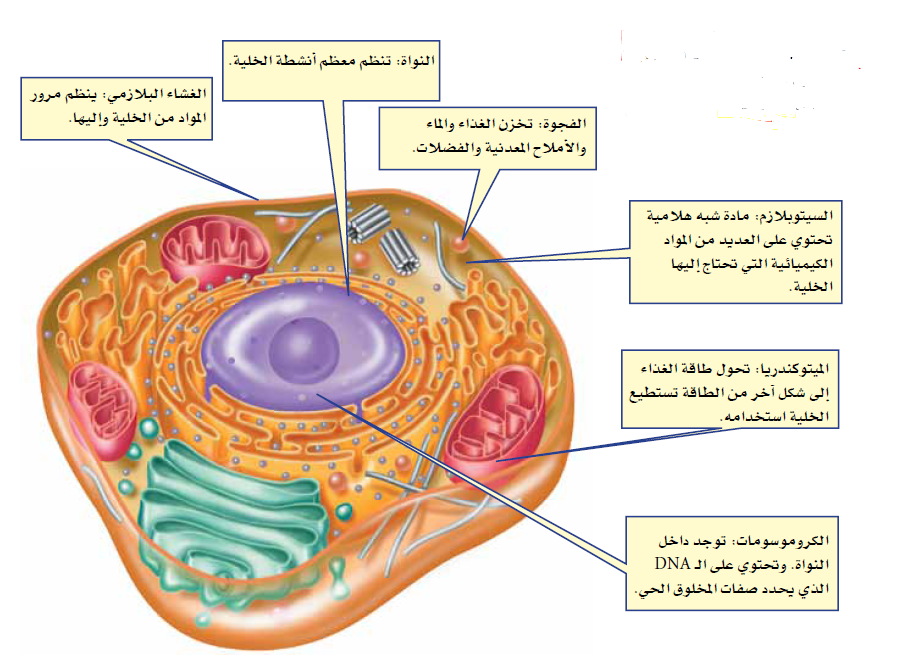 النواة: تنظم معظم أنشطة الخلية.
الغشاء البلازمي: ينظم مرور
المواد من الخلية وإليها.
الفجوة: تخزن الغذاء والماء
والأملاح المعدنية والفضلات.
السيتوبلازم: مادة شبه هلامية
تحتوي على العديد من المواد
الكيميائية التي تحتاج إليها
الخلية.
الميتوكندريا: تحول طاقة الغذاء
إلى شكل آخر من الطاقة تستطيع
الخلية استخدامه.
الكروموسومات: توجد داخل
النواة. وتحتوي على الـ DNA
الذي يحدد صفات المخلوق الحي.